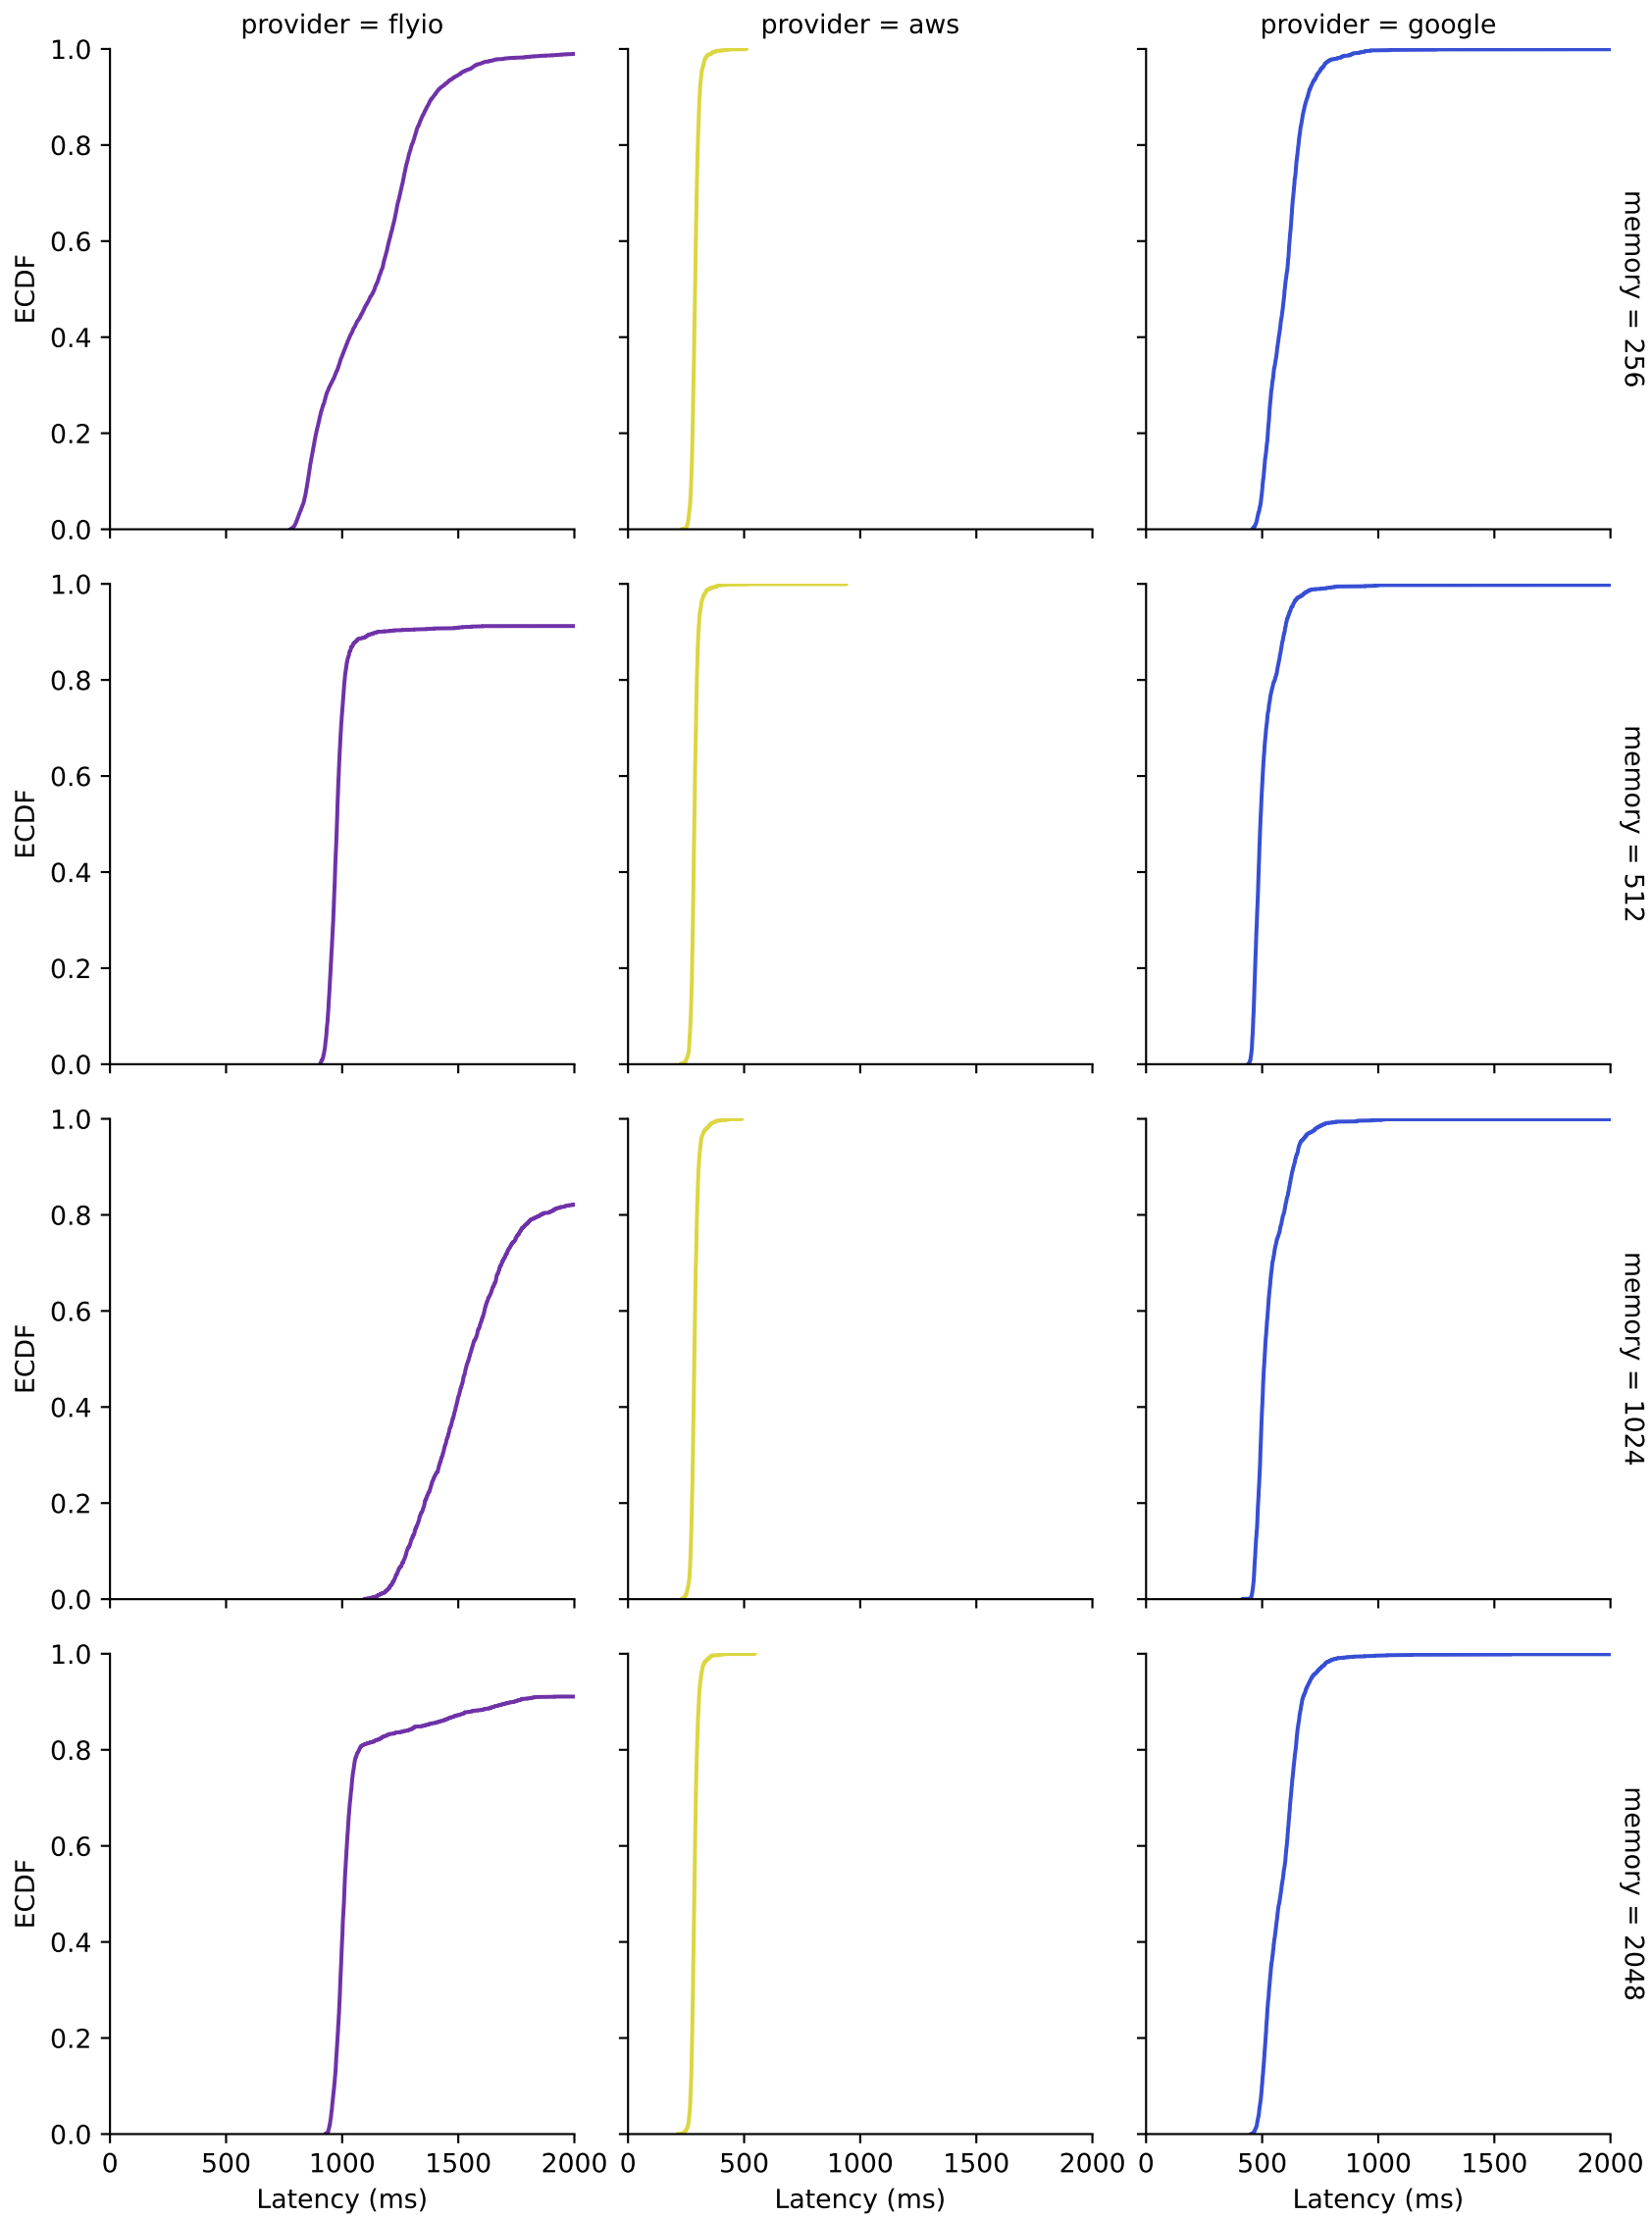 provider = flyio
provider = aws
provider = google
1.0
0.8
0.6
0.4
0.2
0.0
ECDF
memory = 256
1.0
0.8
0.6
0.4
0.2
0.0
ECDF
memory = 512
1.0
0.8
0.6
0.4
0.2
0.0
ECDF
memory = 1024
1.0
0.8
0.6
0.4
0.2
0.0
ECDF
memory = 2048
0 500 1000 1500 2000
0 500 1000 1500 2000
0 500 1000 1500 2000
Latency (ms)
Latency (ms)
Latency (ms)